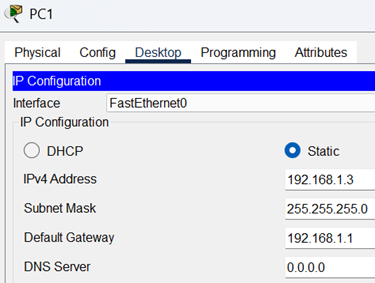 PC1
Physical Config Desktop Programming Attributes
IP Configuration
Interface FastEthernet0
IP Configuration
DHCP Static
IPv4 Address 192.168.1.3
Subnet Mask 255.255.255.0
Default Gateway 192.168.1.1
DNS Server 0.0.0.0